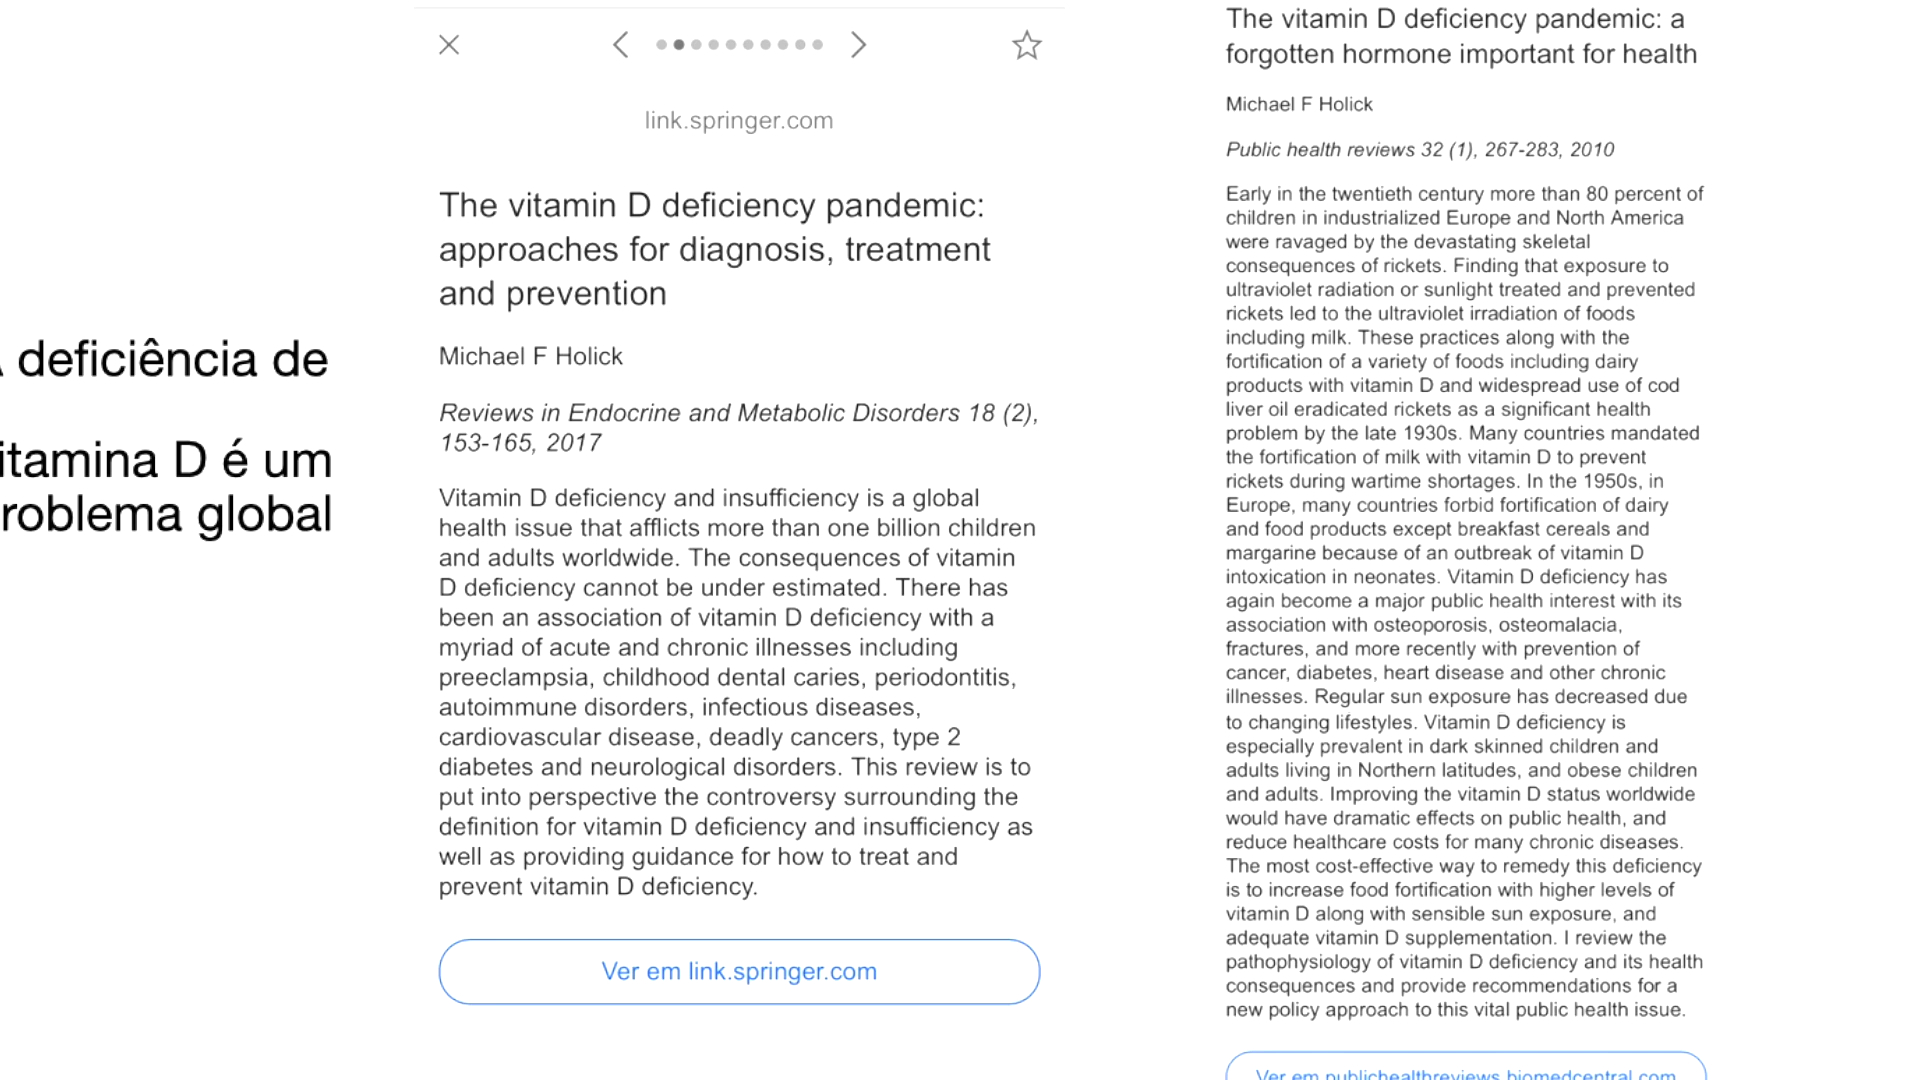 deficiência de
itamina D é um
roblema global
link.springer.com
The vitamin D deficiency pandemic:
approaches for diagnosis, treatment
and prevention
Michael F Holick
Reviews in Endocrine and Metabolic Disorders 18 (2),
153-165, 2017
Vitamin D deficiency and insufficiency is a global
health issue that afflicts more than one billion children
and adults worldwide. The consequences of vitamin
D deficiency cannot be under estimated. There has
been an association of vitamin D deficiency with a
myriad of acute and chronic illnesses including
preeclampsia, childhood dental caries, periodontitis,
autoimmune disorders, infectious diseases,
cardiovascular disease, deadly cancers, type 2
diabetes and neurological disorders. This review is to
put into perspective the controversy surrounding the
definition for vitamin D deficiency and insufficiency as
well as providing guidance for how to treat and
prevent vitamin D deficiency.
Ver em link.springer.com
The vitamin D deficiency pandemic: a
forgotten hormone important for health
Michael F Holick
Public health reviews 32 (1), 267-283, 2010
Early in the twentieth century more than 80 percent of
children in industrialized Europe and North America
were ravaged by the devastating skeletal
consequences of rickets. Finding that exposure to
ultraviolet radiation or sunlight treated and prevented
rickets led to the ultraviolet irradiation of foods
including milk. These practices along with the
fortification of a variety of foods including dairy
products with vitamin D and widespread use of cod
liver oil eradicated rickets as a significant health
problem by the late 1930s. Many countries mandated
the fortification of milk with vitamin D to prevent
rickets during wartime shortages. In the 1950s, in
Europe, many countries forbid fortification of dairy
and food products except breakfast cereals and
margarine because of an outbreak of vitamin D
intoxication in neonates. Vitamin D deficiency has
again become a major public health interest with its
association with osteoporosis, osteomalacia,
fractures, and more recently with prevention of
cancer, diabetes, heart disease and other chronic
illnesses. Regular sun exposure has decreased due
to changing lifestyles. Vitamin D deficiency is
especially prevalent in dark skinned children and
adults living in Northern latitudes, and obese children
and adults. Improving the vitamin D status worldwide
would have dramatic effects on public health, and
reduce healthcare costs for many chronic diseases.
The most cost-effective way to remedy this deficiency
is to increase food fortification with higher levels of
vitamin D along with sensible sun exposure, and
adequate vitamin D supplementation. I review the
pathophysiology of vitamin D deficiency and its health
consequences and provide recommendations for a
new policy approach to this vital public health issue.
Ver em publichealthreviews.biomedcentral.com